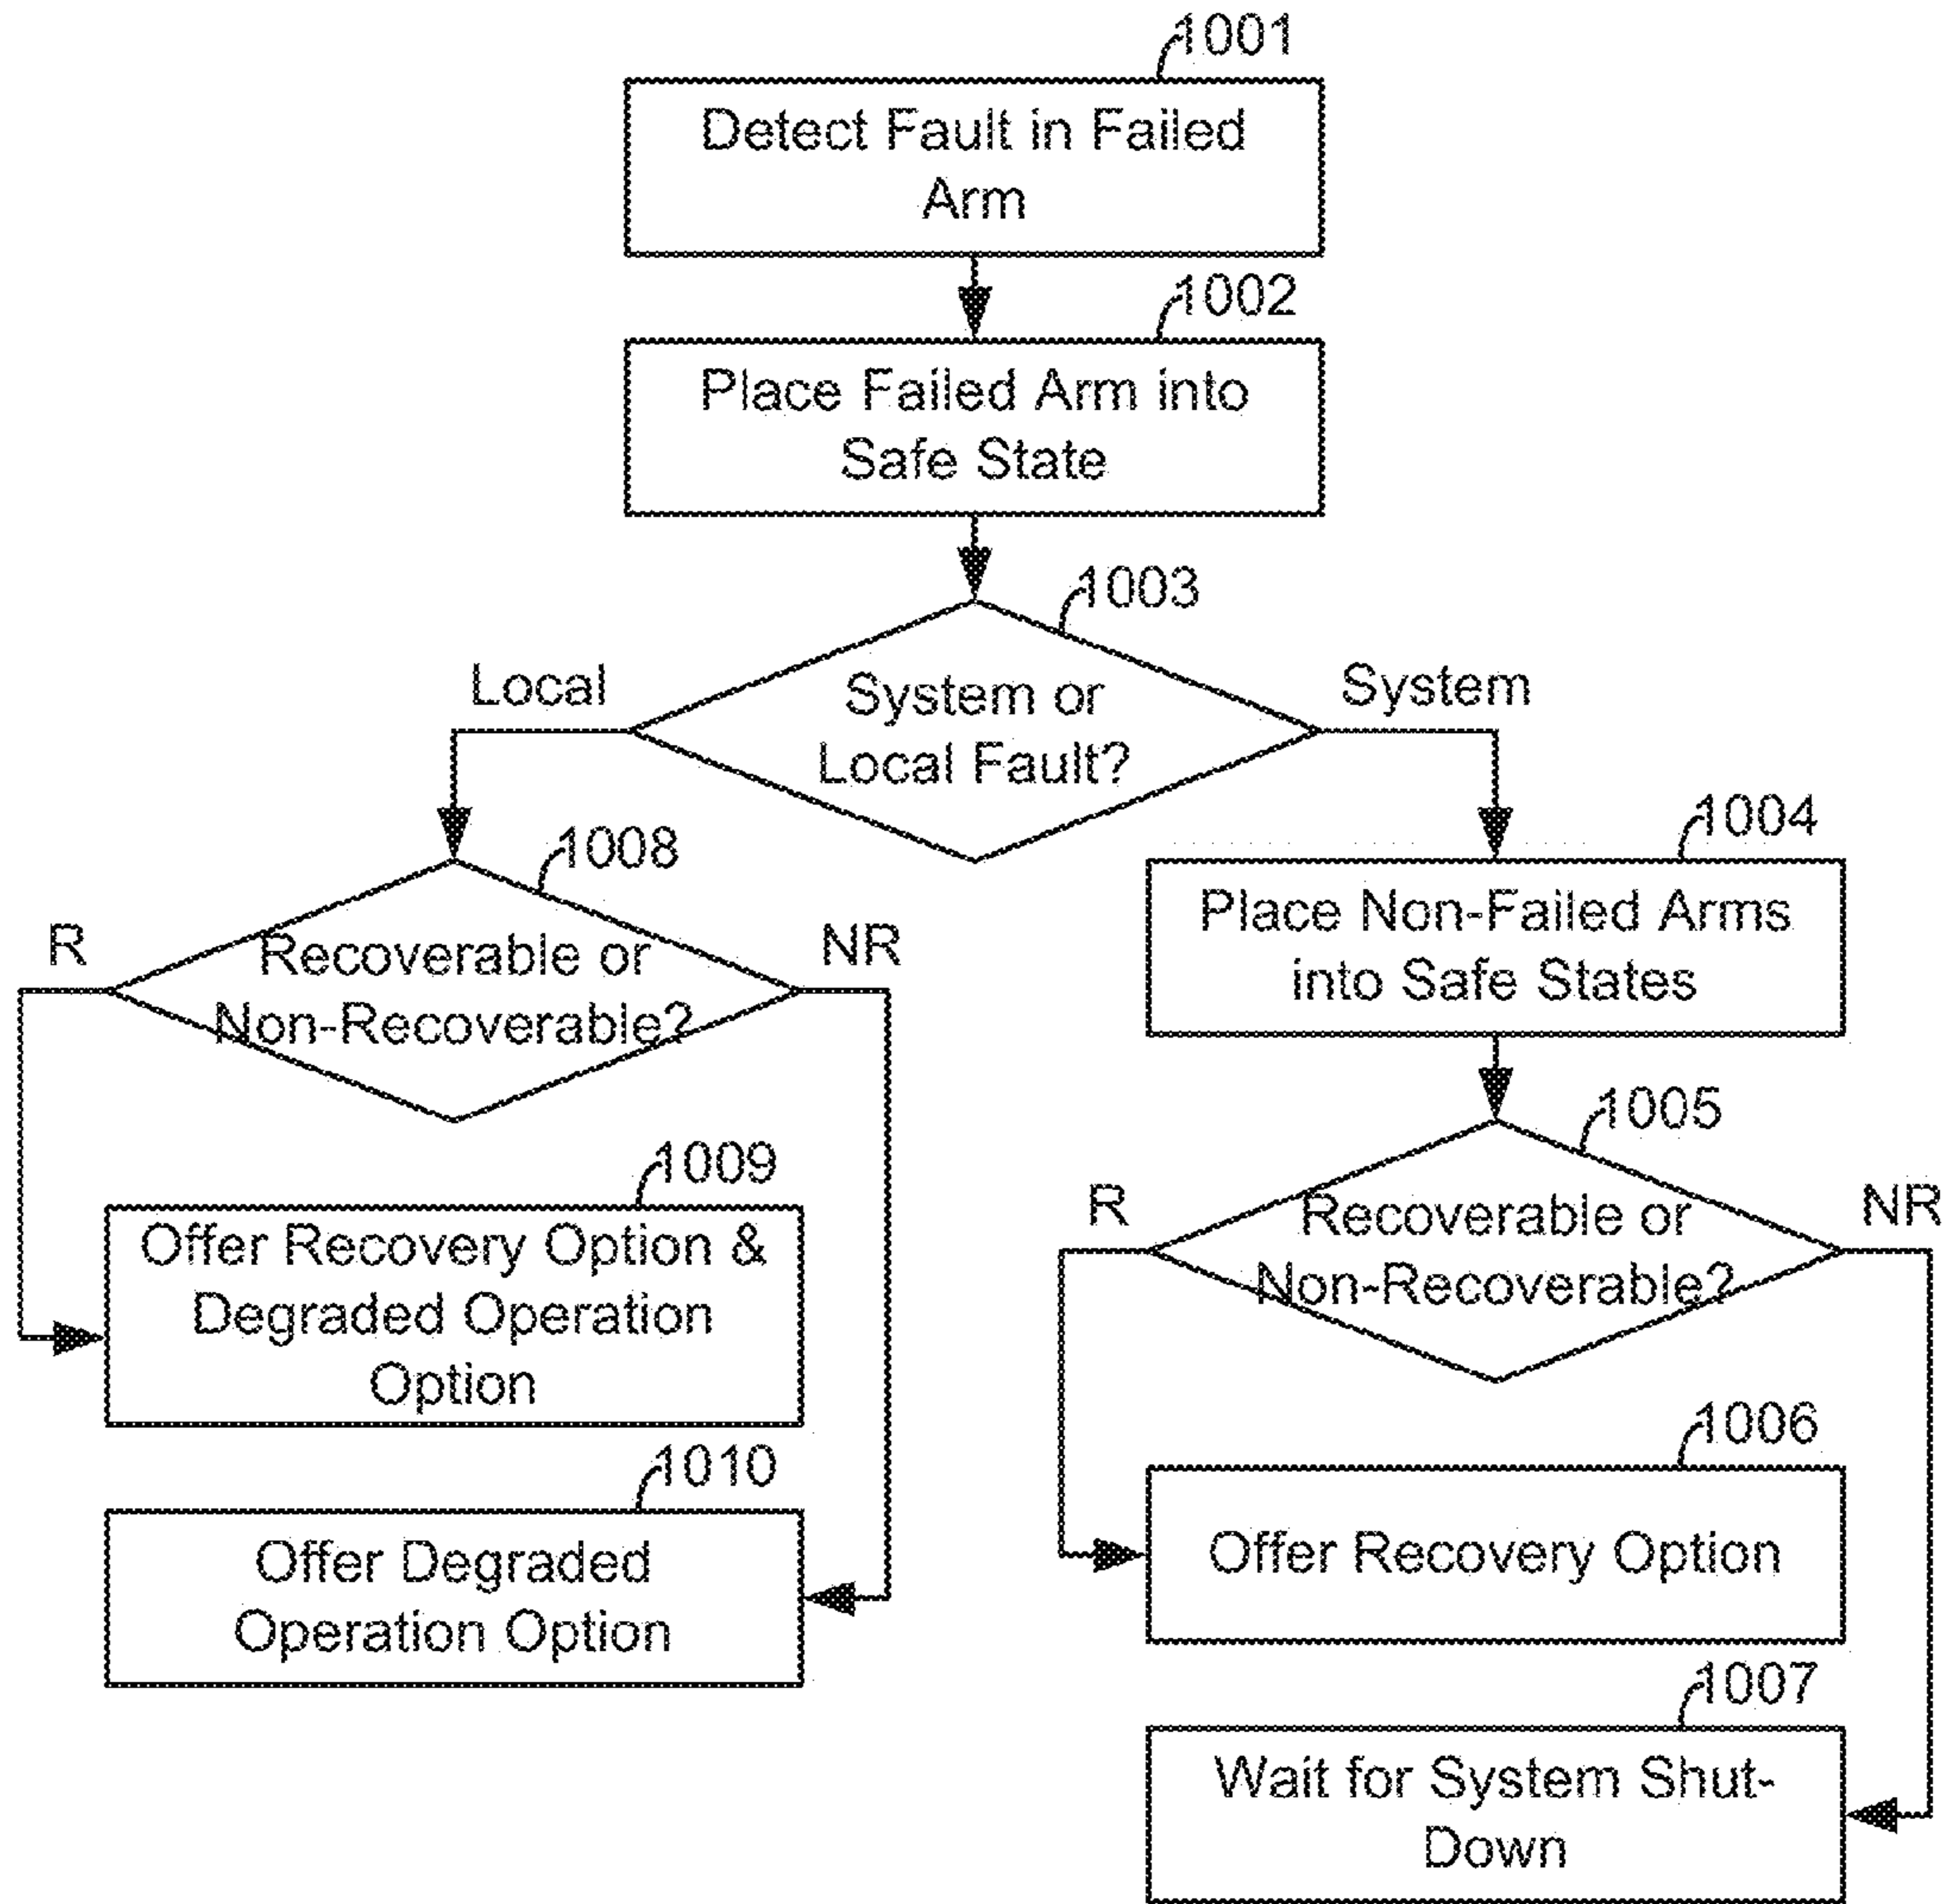 1001
Detect Fault in Failed
Arm
1002
Place Failed Arm into
Safe State
1003
System or
Local Fault?
Local
System
1008
Recoverable or
Non-Recoverable?
R
NR
1004
Place Non-Failed Arms
into Safe States
1005
Recoverable or
Non-Recoverable?
R
NR
1009
Offer Recovery Option &
Degraded Operation
Option
1010
Offer Degraded
Operation Option
1006
Offer Recovery Option
1007
Wait for System Shut-
Down